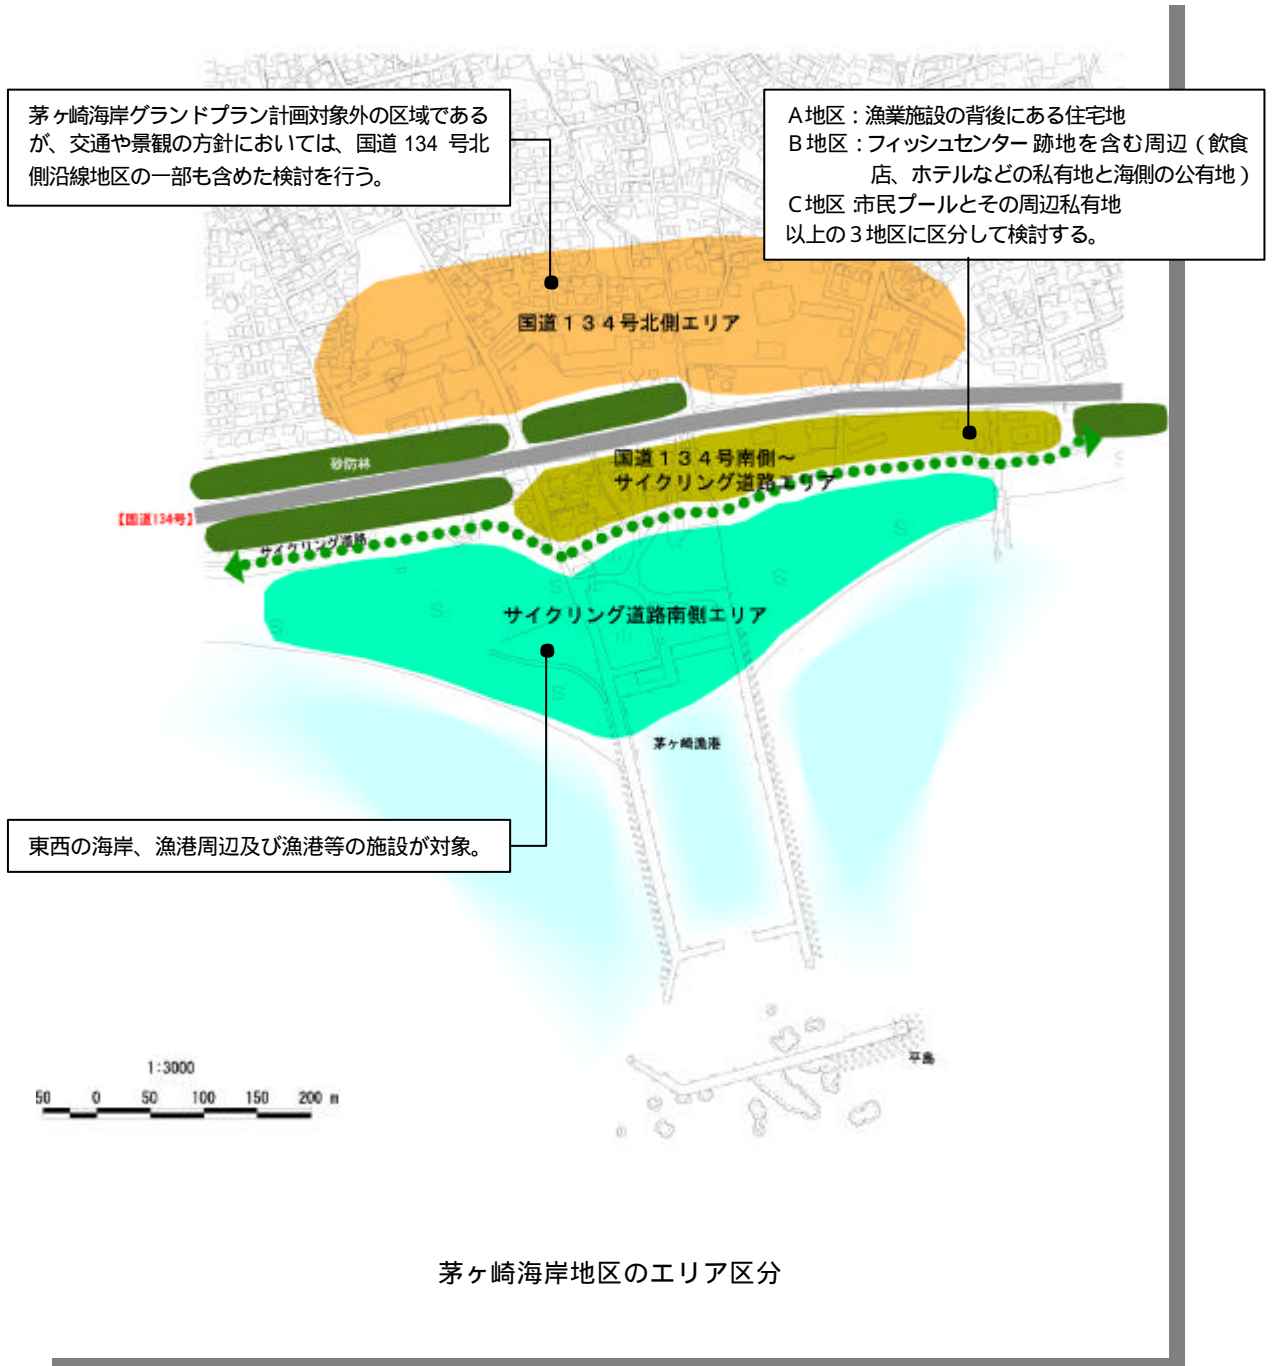 茅ヶ崎海岸グランドプラン計画対象外の区域である
が、交通や景観の方針においては、国道 134 号北
側沿線地区の一部も含めた検討を行う。
A地区：漁業施設の背後にある住宅地
B地区：フィッシュセンター跡地を含む周辺（飲食
店、ホテルなどの私有地と海側の公有地）
C地区：市民プールとその周辺私有地
以上の3地区に区分して検討する。
国道１３４号北側エリア
砂防林
国道１３４号南側～
サイクリング道路エリア
【国道134号】
サイクリング道路
サイクリング道路南側エリア
茅ヶ崎漁港
東西の海岸、漁港周辺及び漁港等の施設が対象。
平島
1:3000
50 0 50 100 150 200 m
茅ヶ崎海岸地区のエリア区分